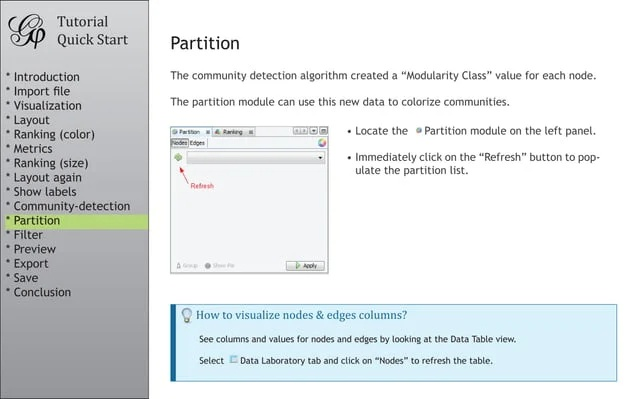 Tutorial
Quick Start
* Introduction
* Import file
* Visualization
* Layout
* Ranking (color)
* Metrics
* Ranking (size)
* Layout again
* Show labels
* Community-detection
* Partition
* Filter
* Preview
* Export
* Save
* Conclusion
Partition
The community detection algorithm created a “Modularity Class” value for each node.
The partition module can use this new data to colorize communities.
Partition
Ranking
Nodes Edges
Refresh
Group
Show Pie
Apply
• Locate the Partition module on the left panel.
• Immediately click on the “Refresh” button to pop-
ulate the partition list.
How to visualize nodes & edges columns?
See columns and values for nodes and edges by looking at the Data Table view.
Select Data Laboratory tab and click on “Nodes” to refresh the table.